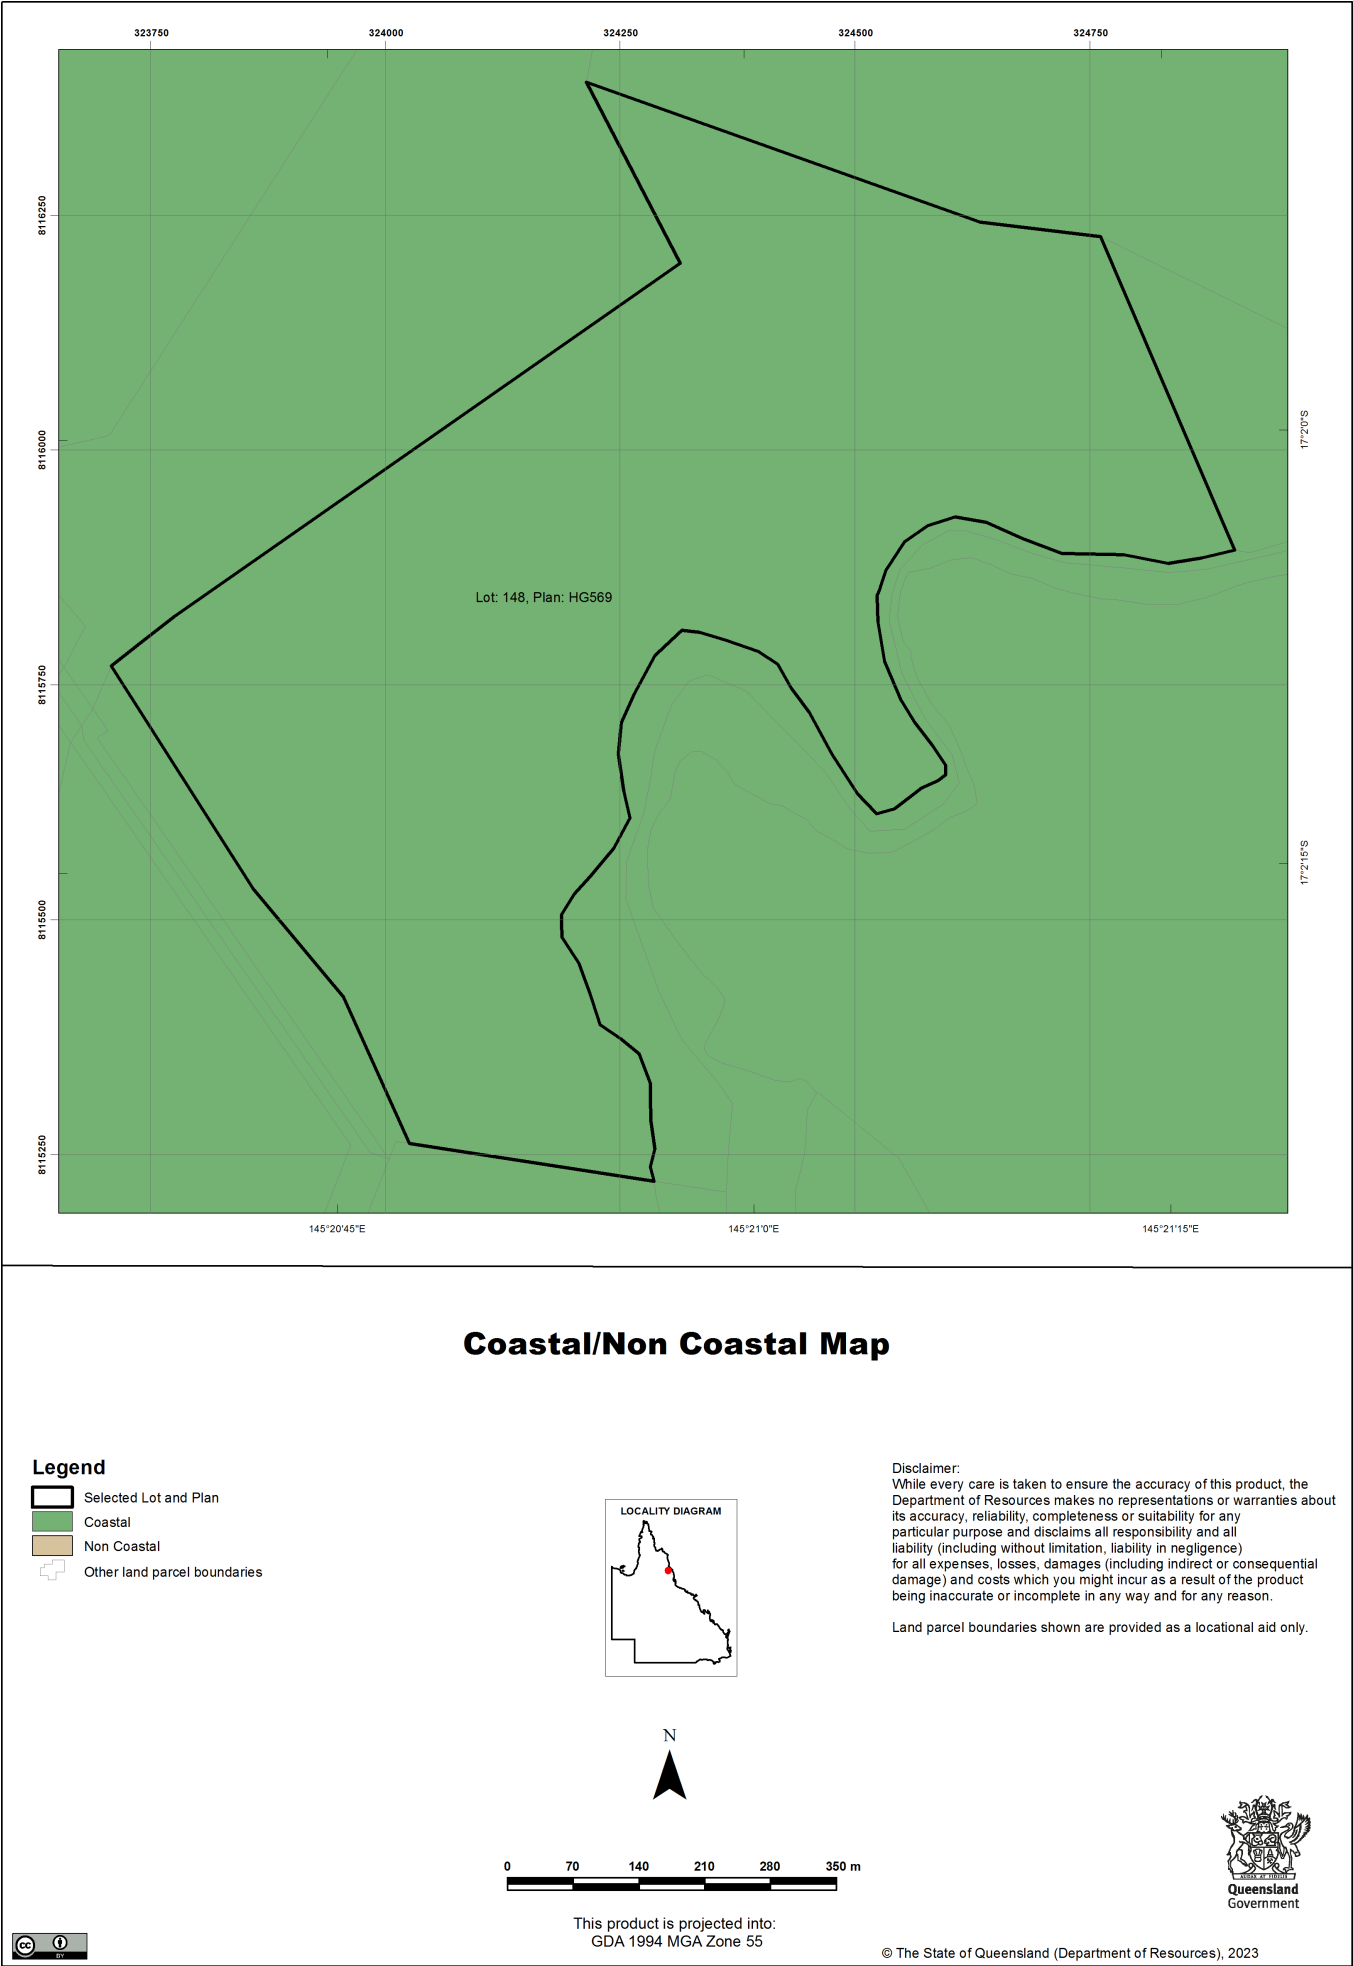 323750 324000 324250 324500 324750
8116250
8116000
8115750
8115500
8115250
17°2'0"S
17°2'15"S
Lot: 148, Plan: HG569
145°20'45"E 145°21'0"E 145°21'15"E
Coastal/Non Coastal Map
Legend
Selected Lot and Plan
Coastal
Non Coastal
Other land parcel boundaries
LOCALITY DIAGRAM
Disclaimer:
While every care is taken to ensure the accuracy of this product, the
Department of Resources makes no representations or warranties about
its accuracy, reliability, completeness or suitability for any
particular purpose and disclaims all responsibility and all
liability (including without limitation, liability in negligence)
for all expenses, losses, damages (including indirect or consequential
damage) and costs which you might incur as a result of the product
being inaccurate or incomplete in any way and for any reason.
Land parcel boundaries shown are provided as a locational aid only.
N
0 70 140 210 280 350 m
This product is projected into:
GDA 1994 MGA Zone 55
AUDAX AT FIDELIS
Queensland
Government
cc BY
© The State of Queensland (Department of Resources), 2023